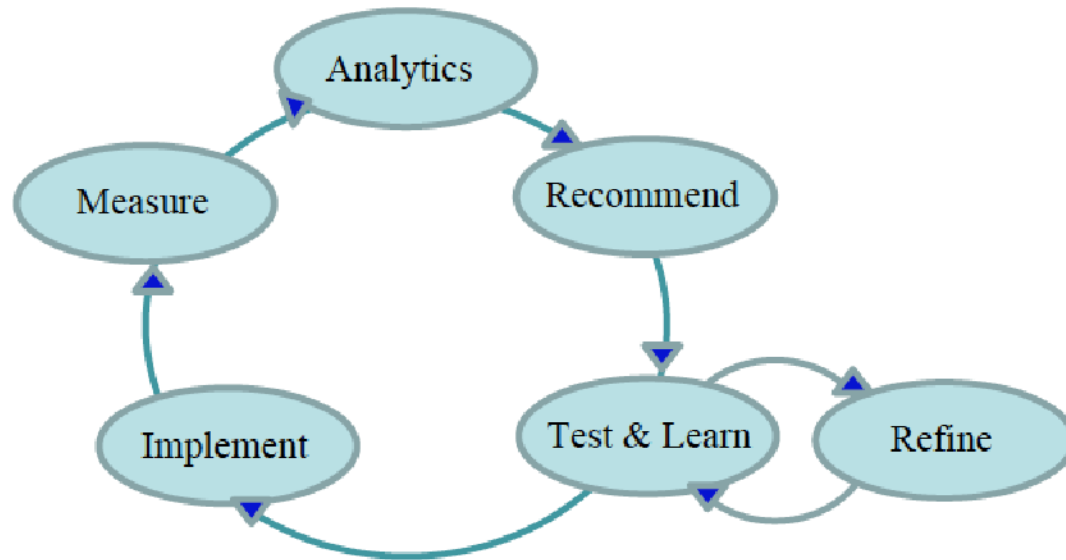 Analytics
Recommend
Measure
Test & Learn
Refine
Implement